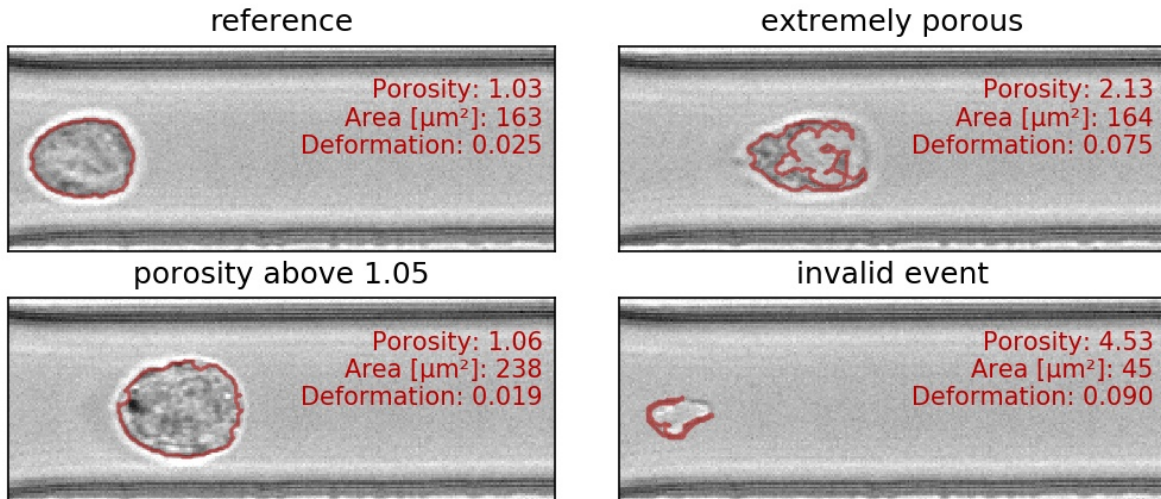 reference
Porosity: 1.03
Area [µm²]: 163
Deformation: 0.025
extremely porous
Porosity: 2.13
Area [µm²]: 164
Deformation: 0.075
porosity above 1.05
Porosity: 1.06
Area [µm²]: 238
Deformation: 0.019
invalid event
Porosity: 4.53
Area [µm²]: 45
Deformation: 0.090